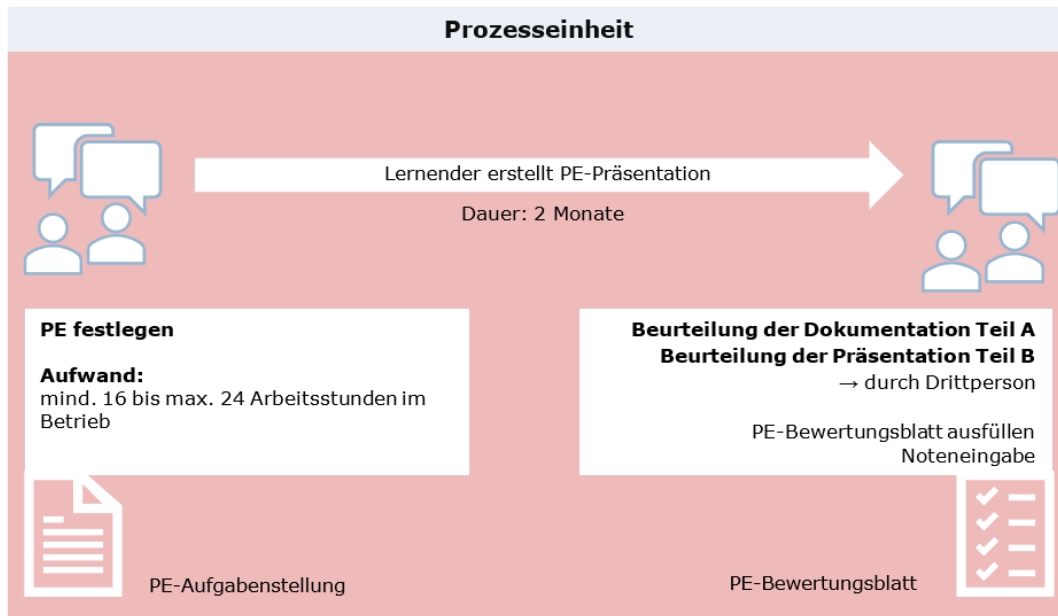 Prozesseinheit
Lernender erstellt PE-Präsentation
Dauer: 2 Monate
PE festlegen
Aufwand:
mind. 16 bis max. 24 Arbeitsstunden im
Betrieb
Beurteilung der Dokumentation Teil A
Beurteilung der Präsentation Teil B
→ durch Drittperson
PE-Bewertungsblatt ausfüllen
Noteneingabe
PE-Aufgabenstellung
PE-Bewertungsblatt